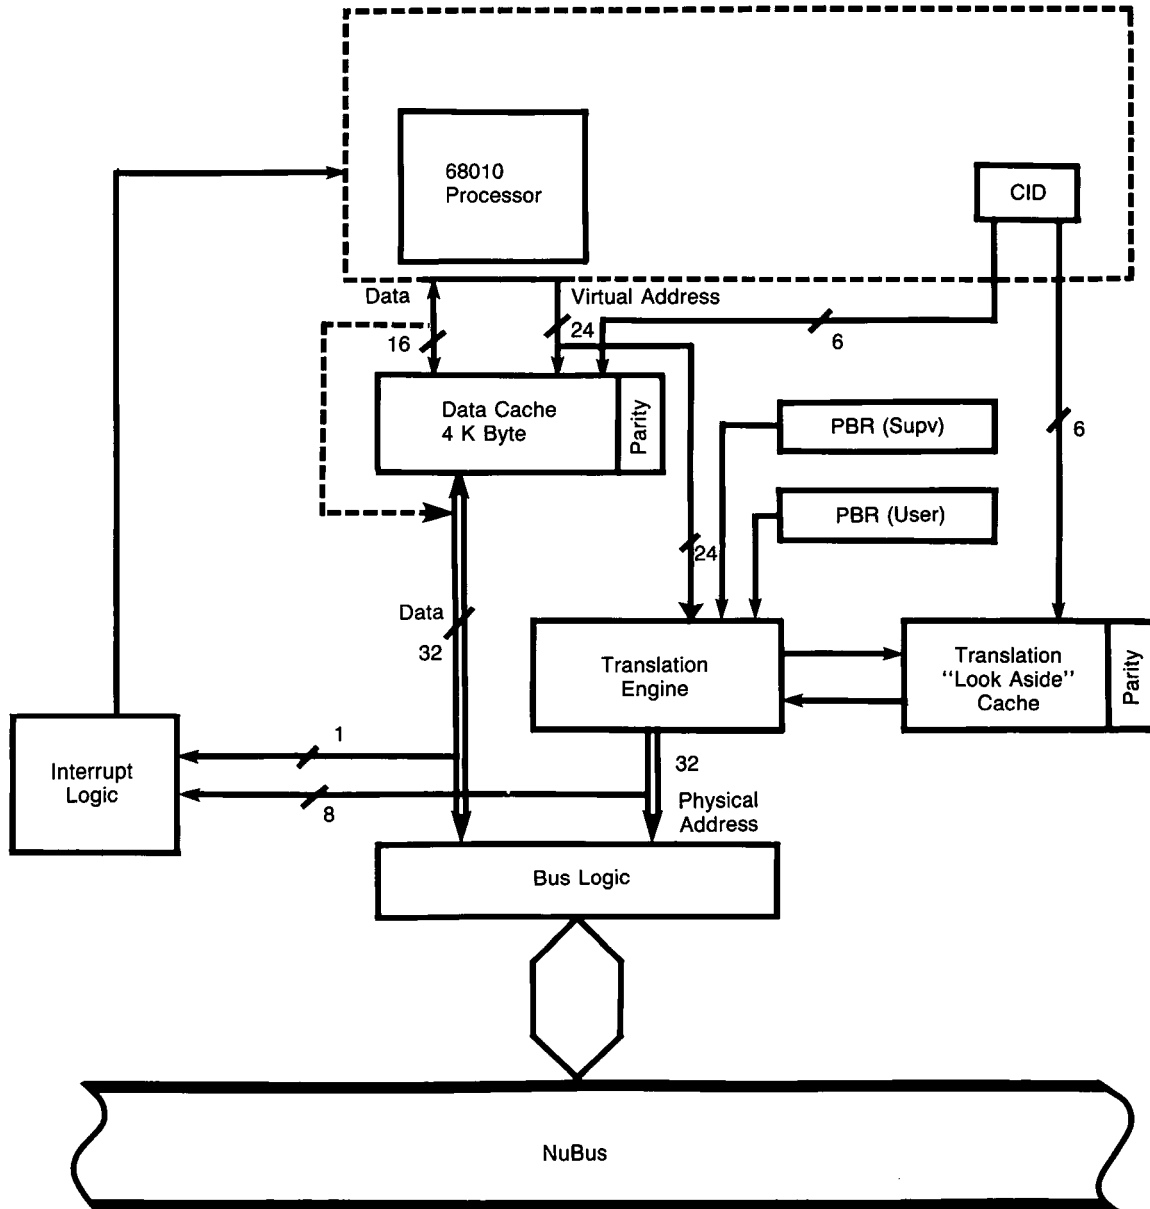 68010
Processor
CID
Data
Virtual Address
16
24
6
Data Cache
4 K Byte
Parity
PBR (Supv)
6
PBR (User)
24
Data
32
Translation
Engine
Translation
"Look Aside"
Cache
Parity
1
32
Interrupt
Logic
8
Physical
Address
Bus Logic
NuBus